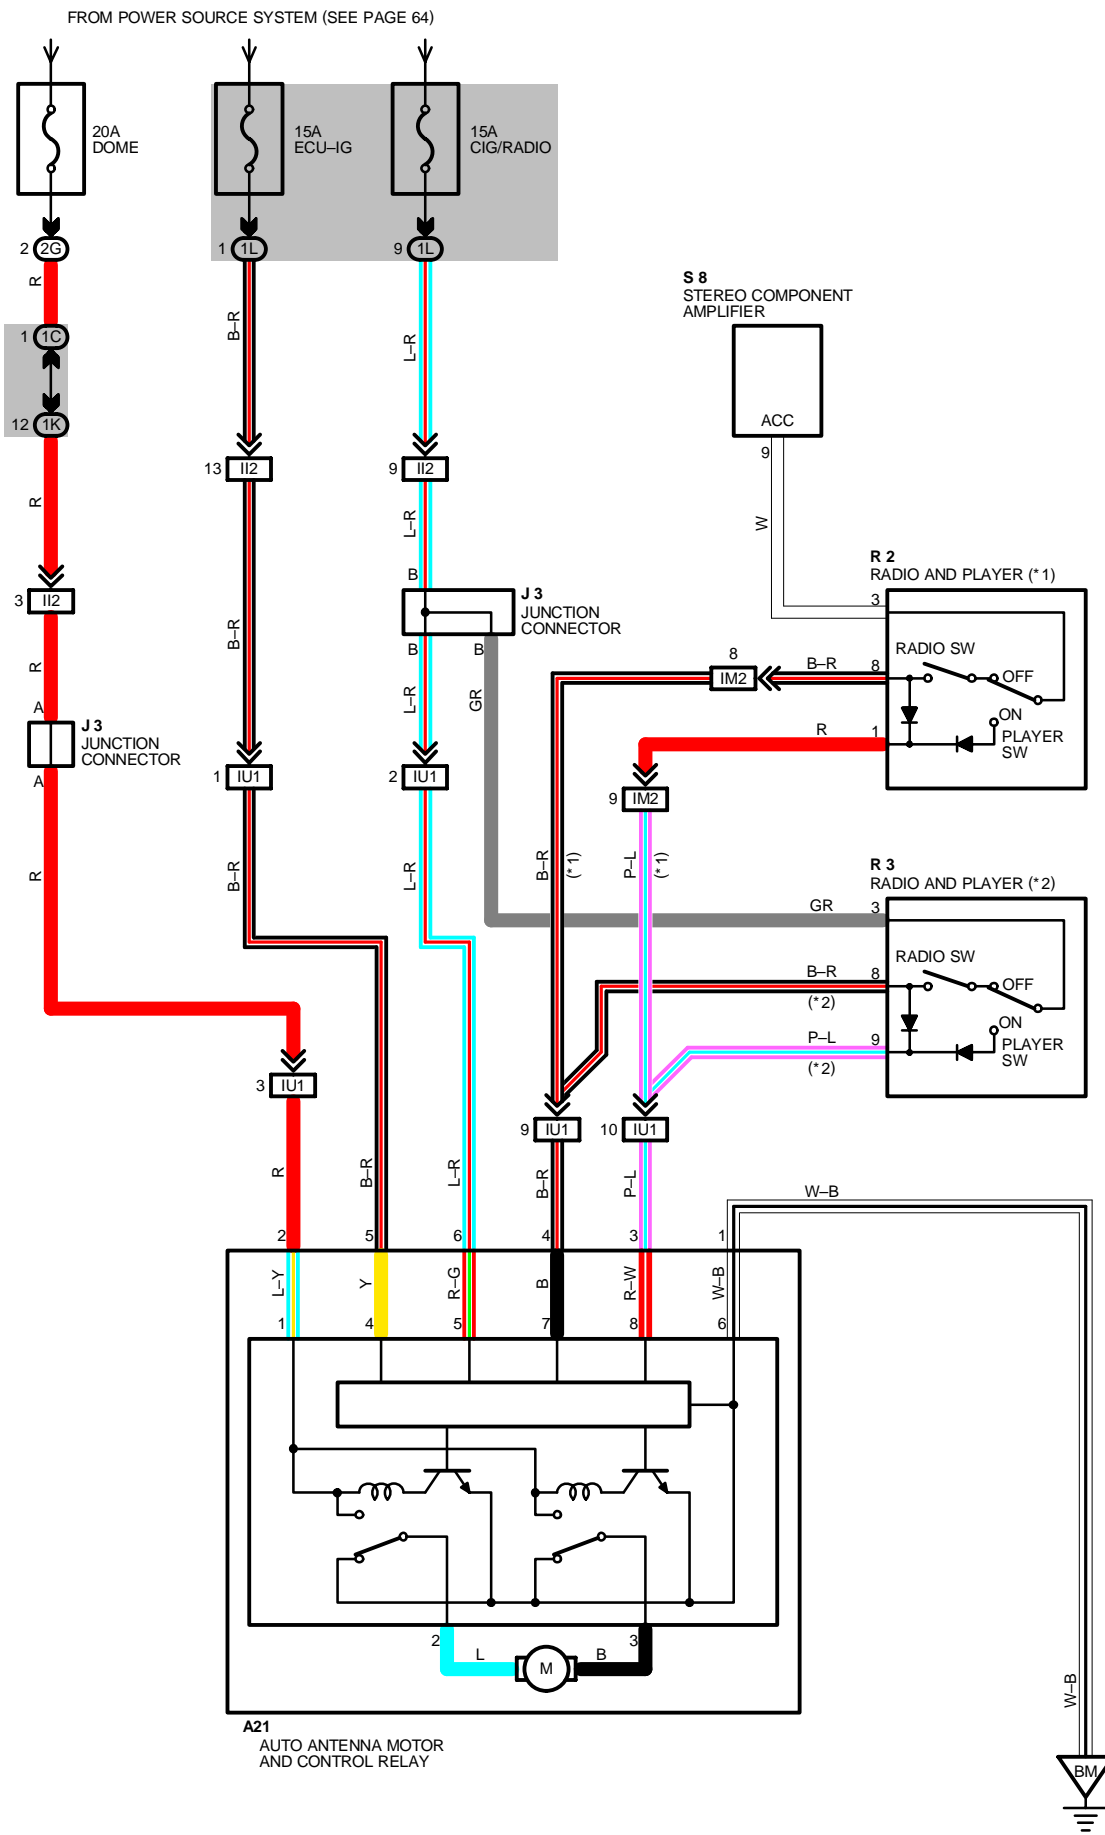 FROM POWER SOURCE SYSTEM (SEE PAGE 64)
20A
DOME
15A
ECU–IG
15A
CIG/RADIO
2 2G
1 1L
9 1L
R
B–R
L–R
1 1C
12 1K
S 8
STEREO COMPONENT
AMPLIFIER
ACC
9
W
13 II2
9 II2
R
L–R
B
3 II2
J 3
JUNCTION
CONNECTOR
B
B
R 2
RADIO AND PLAYER (*1)
3
RADIO SW
OFF
ON
PLAYER
SW
8
B–R
8
IM2
R
1
9 IM2
R
B–R
L–R
GR
A
J 3
JUNCTION
CONNECTOR
A
1 IU1
2 IU1
R
B–R
L–R
B–R
(*1)
P–L
(*1)
R 3
RADIO AND PLAYER (*2)
GR
3
RADIO SW
OFF
ON
PLAYER
SW
B–R
8
(*2)
P–L
9
(*2)
3 IU1
9 IU1
10 IU1
R
B–R
L–R
B–R
P–L
W–B
2
5
6
4
3
1
L–Y
Y
R–G
B
R–W
W–B
1
4
5
7
8
6
2
L
M
B
3
W–B
A21
AUTO ANTENNA MOTOR
AND CONTROL RELAY
BM